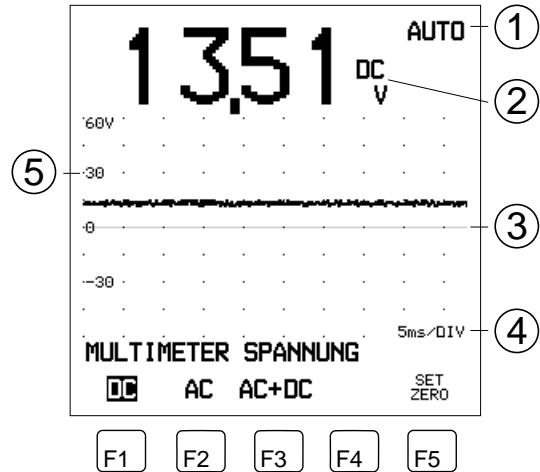 AUTO
1
13.51
DC
V
2
60V
5
30
0
3
-30
5ms/DIV
4
MULTIMETER SPANNUNG
DC AC AC+DC SET ZERO
F1 F2 F3 F4 F5